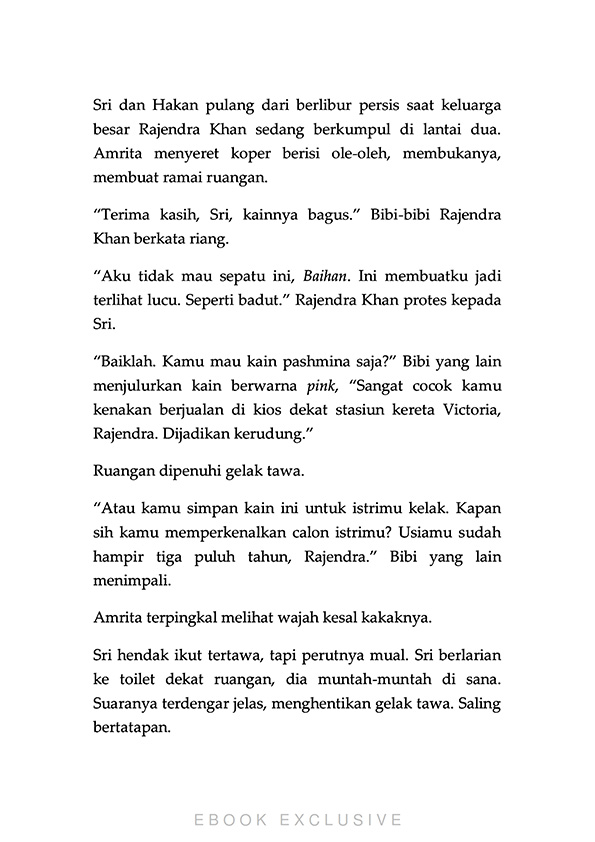 Sri dan Hakan pulang dari berlibur persis saat keluarga
besar Rajendra Khan sedang berkumpul di lantai dua.
Amrita menyeret koper berisi ole-oleh, membukanya,
membuat ramai ruangan.
“Terima kasih, Sri, kainnya bagus.” Bibi-bibi Rajendra
Khan berkata riang.
“Aku tidak mau sepatu ini, Baihan. Ini membuatku jadi
terlihat lucu. Seperti badut.” Rajendra Khan protes kepada
Sri.
“Baiklah. Kamu mau kain pashmina saja?” Bibi yang lain
menjulurkan kain berwarna pink, “Sangat cocok kamu
kenakan berjualan di kios dekat stasiun kereta Victoria,
Rajendra. Dijadikan kerudung.”
Ruangan dipenuhi gelak tawa.
“Atau kamu simpan kain ini untuk istrimu kelak. Kapan
sih kamu memperkenalkan calon istrimu? Usiamu sudah
hampir tiga puluh tahun, Rajendra.” Bibi yang lain
menimpali.
Amrita terpingkal melihat wajah kesal kakaknya.
Sri hendak ikut tertawa, tapi perutnya mual. Sri berlarian
ke toilet dekat ruangan, dia muntah-muntah di sana.
Suaranya terdengar jelas, menghentikan gelak tawa. Saling
bertatapan.
EBOOK EXCLUSIVE